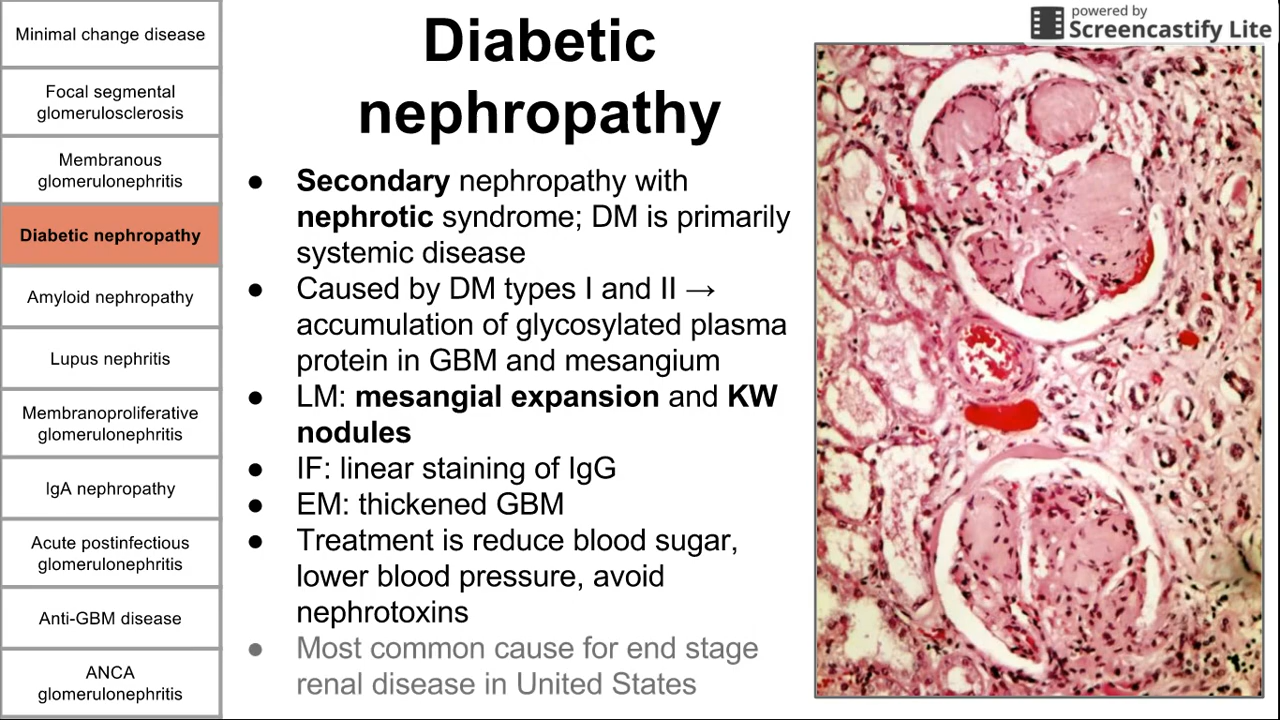 Minimal change disease
Focal segmental
glomerulosclerosis
Membranous
glomerulonephritis
Diabetic nephropathy
Amyloid nephropathy
Lupus nephritis
Membranoproliferative
glomerulonephritis
IgA nephropathy
Acute postinfectious
glomerulonephritis
Anti-GBM disease
ANCA
glomerulonephritis
Diabetic
nephropathy
● Secondary nephropathy with
nephrotic syndrome; DM is primarily
systemic disease
● Caused by DM types I and II →
accumulation of glycosylated plasma
protein in GBM and mesangium
● LM: mesangial expansion and KW
nodules
● IF: linear staining of IgG
● EM: thickened GBM
● Treatment is reduce blood sugar,
lower blood pressure, avoid
nephrotoxins
● Most common cause for end stage
renal disease in United States
powered by
Screencastify Lite